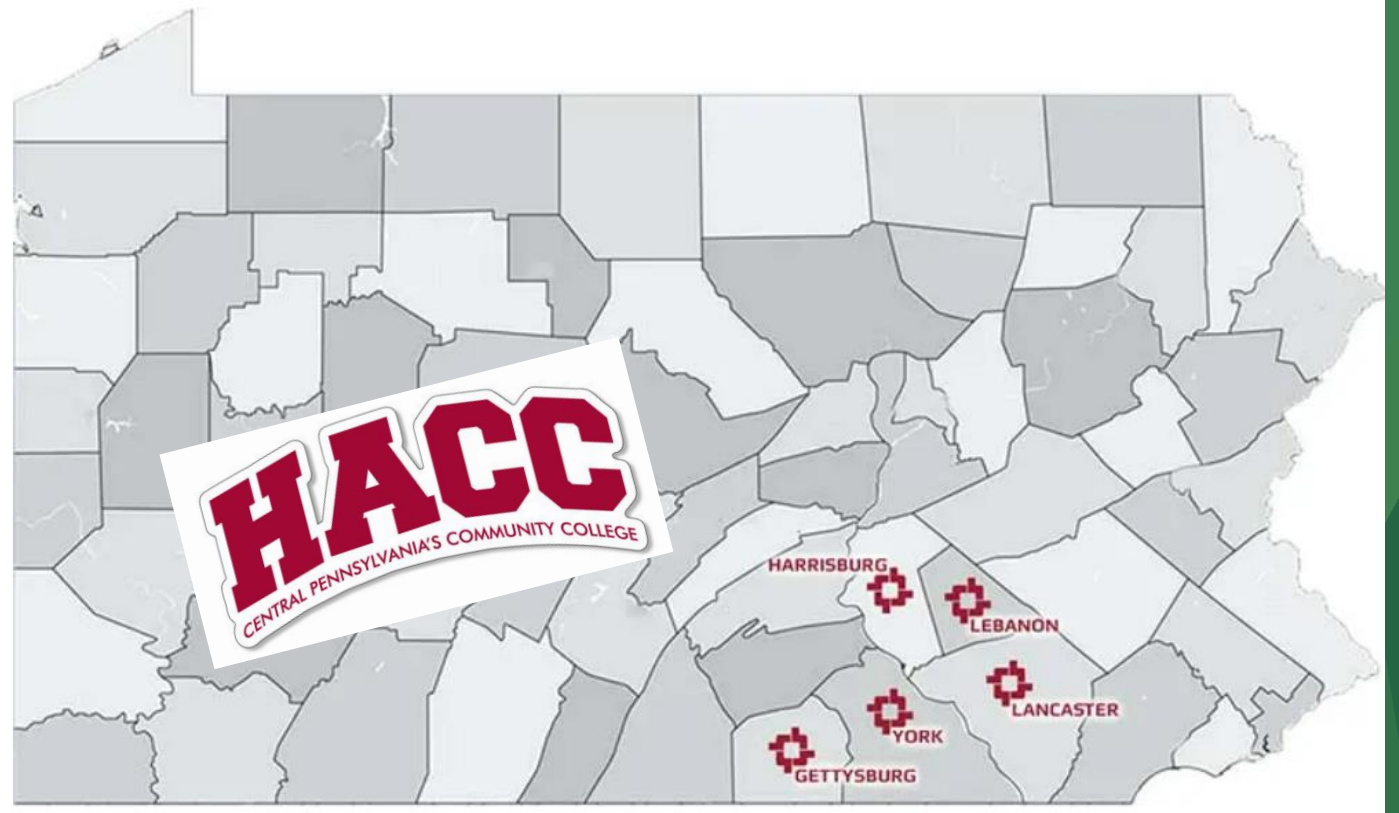 HACC
CENTRAL PENNSYLVANIA'S COMMUNITY COLLEGE
HARRISBURG
LEBANON
LANCASTER
YORK
GETTYSBURG